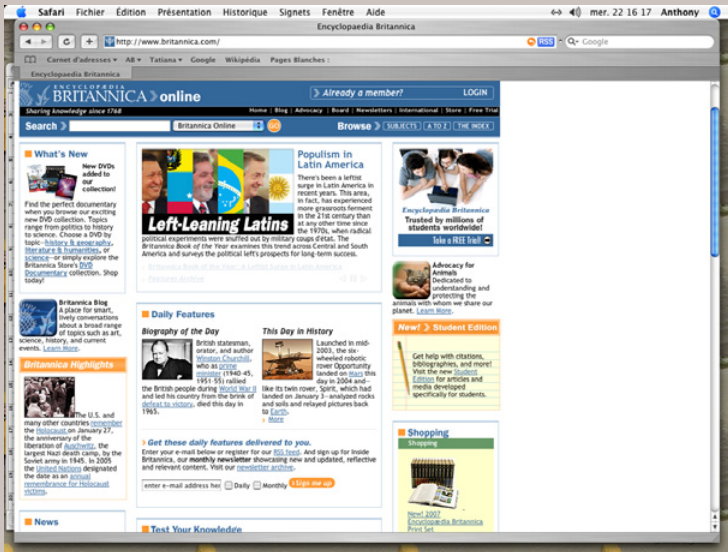 Safari Fichier Édition Présentation Historique Signets Fenêtre Aide mer. 22 16 17 Anthony
Encyclopaedia Britannica
http://www.britannica.com/ RSS Google
Carnet d'adresses AB Tatiana Google Wikipédia Pages Blanches :
Encyclopaedia Britannica
ENCYCLOPÆDIA
BRITANNICA online
Already a member? LOGIN
Sharing knowledge since 1768
Home | Blog | Advocacy | Board | Newsletters | International | Store | Free Trial
Search Britannica Online GO Browse SUBJECTS A TO Z THE INDEX
What's New
New DVDs
added to
our
collection!
Find the perfect documentary
when you browse our exciting
new DVD collection. Topics
range from politics to history
to science. Choose a DVD by
topic—history & geography,
literature & humanities, or
science—or simply explore the
Britannica Store's DVD
Documentary collection. Shop
today!
Britannica Blog
A place for smart,
lively conversations
about a broad range
of topics such as art,
science, history, and current
events. Learn More.
Britannica Highlights
The U.S. and
many other countries remember
the Holocaust on January 27,
the anniversary of the
liberation of Auschwitz, the
largest Nazi death camp, by the
Soviet army in 1945. In 2005
the United Nations designated
the date as an annual
remembrance for Holocaust
victims.
News
Left-Leaning Latins
Populism in
Latin America
There's been a leftist
surge in Latin America in
recent years. This area,
in fact, has experienced
more grassroots ferment
in the 21st century than
at any other time since
the 1970s, when radical
political experiments were snuffed out by military coups d'état. The
Britannica Book of the Year examines this trend across Central and South
America and surveys the political left's prospects for long-term success.
Britannica Book of the Year: A Leftist Surge in Latin America
Previous Features
Daily Features
Biography of the Day
British statesman,
orator, and author
Winston Churchill,
who as prime
minister (1940-45,
1951-55) rallied
the British people during World War II
and led his country from the brink of
defeat to victory, died this day in
1965.
This Day in History
Launched in mid-
2003, the six-
wheeled robotic
rover Opportunity
landed on Mars this
day in 2004 and—
like its twin rover, Spirit, which had
landed on January 3—analyzed rocks
and soils and relayed pictures back
to Earth.
More
Get these daily features delivered to you.
Enter your e-mail below or register for our RSS feed. And sign up for Inside
Britannica, our monthly newsletter showcasing new and updated, reflective
and relevant content. Visit our newsletter archive.
enter e-mail address her Daily Monthly Sign me up
Test Your Knowledge
Encyclopædia Britannica
Trusted by millions of
students worldwide!
Take a FREE Trial!
Advocacy for
Animals
Dedicated to
understanding and
protecting the
animals with whom we share our
planet. Learn More.
New! Student Edition
Get help with citations,
bibliographies, and more!
Visit the new Student
Edition for articles and
media developed
specifically for students.
Shopping
Shopping
New! 2007
Encyclopædia Britannica
Print Set